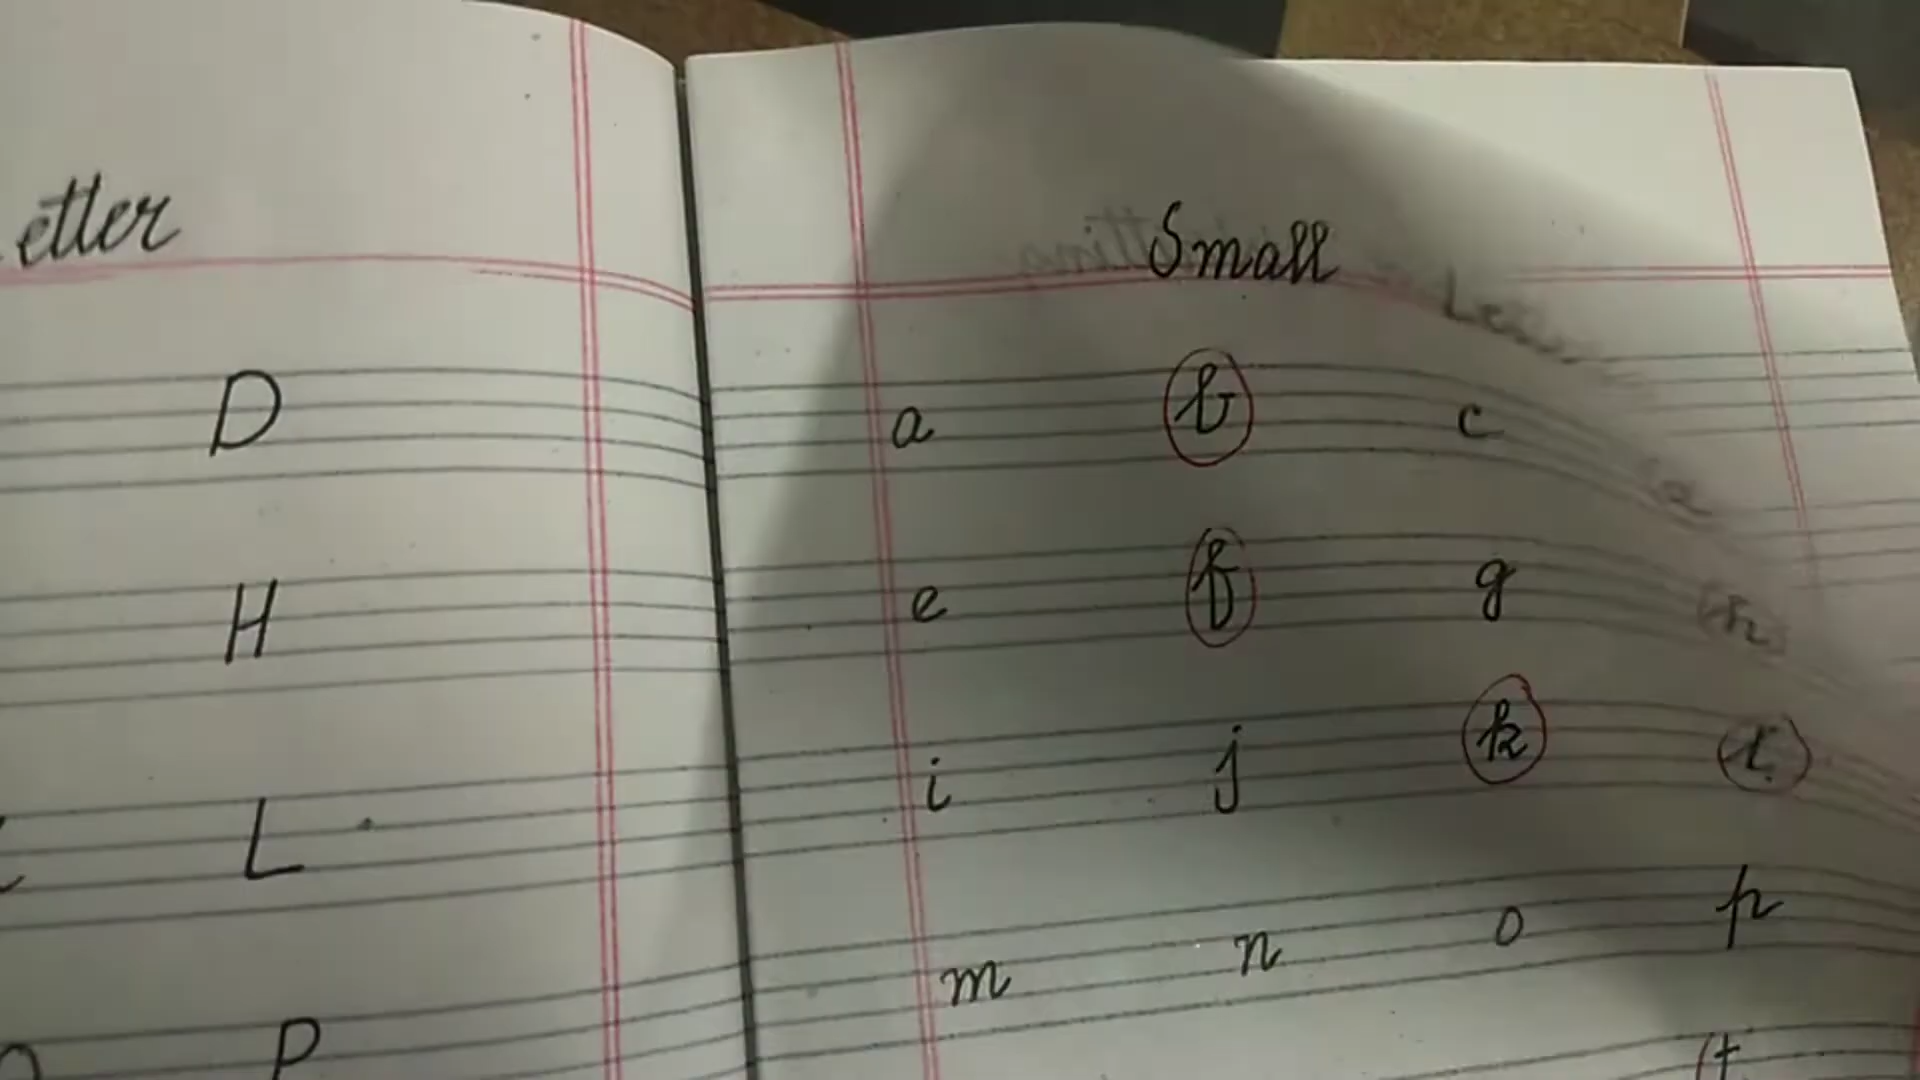 etter
D
H
L
P
Small
a b c d
e f g h
i j k l
m n o p
t